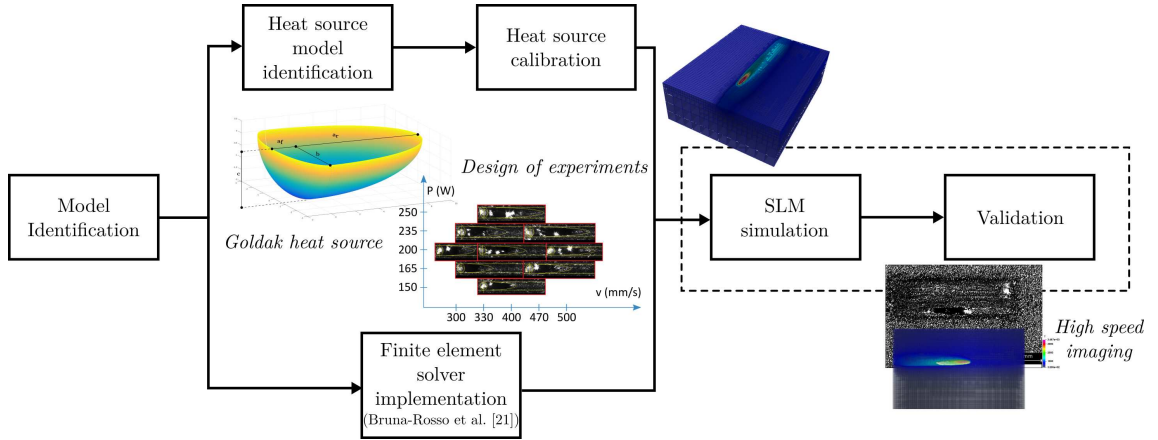 Heat source
model
identification
Heat source
calibration
Model
Identification
a_f
a_r
b
c
Goldak heat source
Design of experiments
P (W)
250
235
200
165
150
v (mm/s)
300
330
400
470
500
SLM
simulation
Validation
High speed
imaging
Finite element
solver
implementation
(Bruna-Rosso et al. [21])